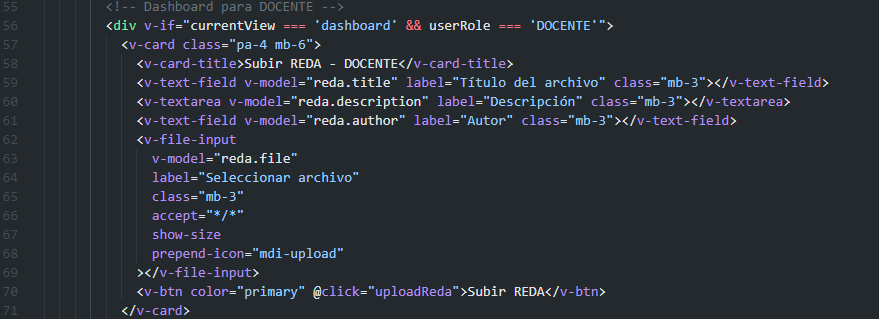 55 <!-- Dashboard para DOCENTE -->
56 <div v-if="currentView === 'dashboard' && userRole === 'DOCENTE'">
57 <v-card class="pa-4 mb-6">
58 <v-card-title>Subir REDA - DOCENTE</v-card-title>
59 <v-text-field v-model="reda.title" label="Título del archivo" class="mb-3"></v-text-field>
60 <v-textarea v-model="reda.description" label="Descripción" class="mb-3"></v-textarea>
61 <v-text-field v-model="reda.author" label="Autor" class="mb-3"></v-text-field>
62 <v-file-input
63 v-model="reda.file"
64 label="Seleccionar archivo"
65 class="mb-3"
66 accept="*/*"
67 show-size
68 prepend-icon="mdi-upload"
69 ></v-file-input>
70 <v-btn color="primary" @click="uploadReda">Subir REDA</v-btn>
71 </v-card>